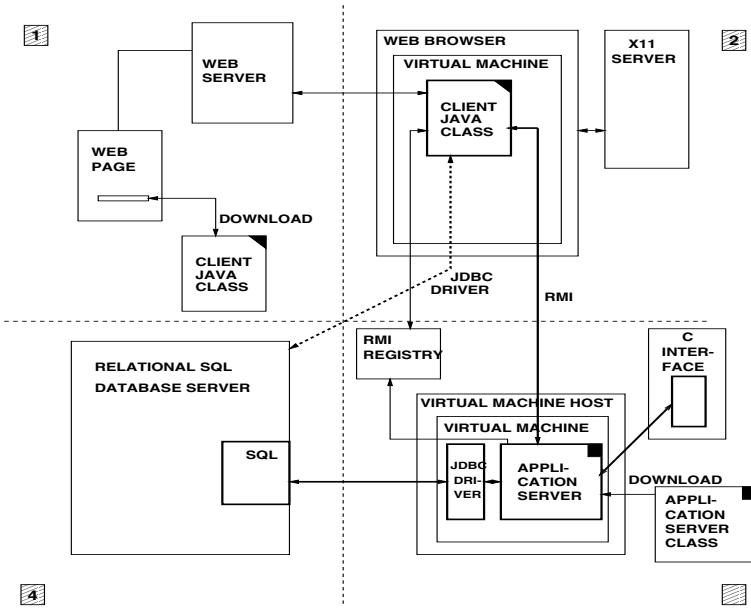 1
WEB
SERVER
WEB
PAGE
DOWNLOAD
CLIENT
JAVA
CLASS
WEB BROWSER
VIRTUAL MACHINE
CLIENT
JAVA
CLASS
X11
SERVER
2
JDBC
DRIVER
RMI
RELATIONAL SQL
DATABASE SERVER
SQL
4
RMI
REGISTRY
VIRTUAL MACHINE HOST
VIRTUAL MACHINE
JDBC
DRI-
VER
APPLI-
CATION
SERVER
C
INTER-
FACE
DOWNLOAD
APPLI-
CATION
SERVER
CLASS